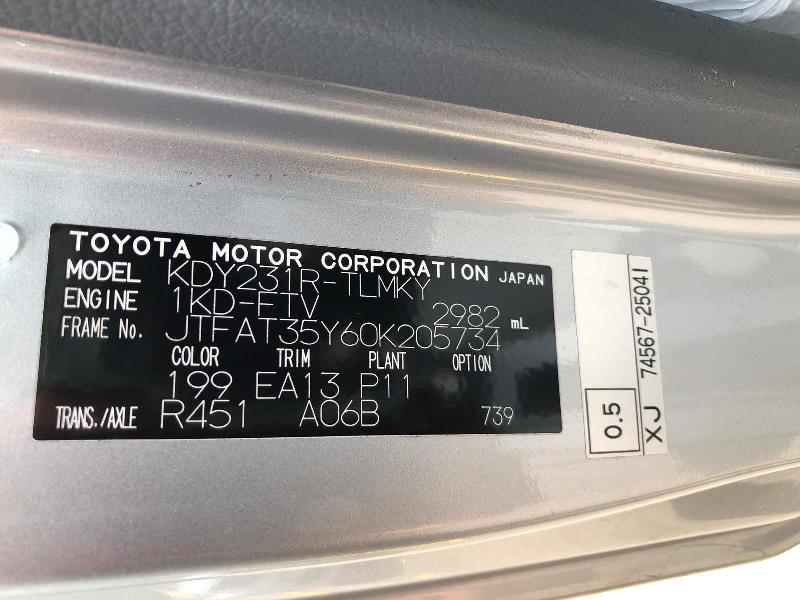 TOYOTA MOTOR CORPORATION JAPAN
MODEL KDY231R-TLMKY
ENGINE 1KD-FTV 2982 mL
FRAME No. JTFAT35Y60K205734
COLOR TRIM PLANT OPTION
199 EA13 P11
TRANS./AXLE R451 A06B 739
0.5
XJ 74567-25041